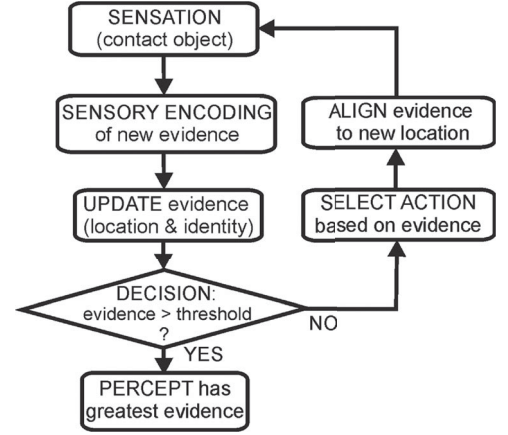 SENSATION
(contact object)
SENSORY ENCODING
of new evidence
UPDATE evidence
(location & identity)
DECISION:
evidence > threshold
?
YES
PERCEPT has
greatest evidence
NO
SELECT ACTION
based on evidence
ALIGN evidence
to new location